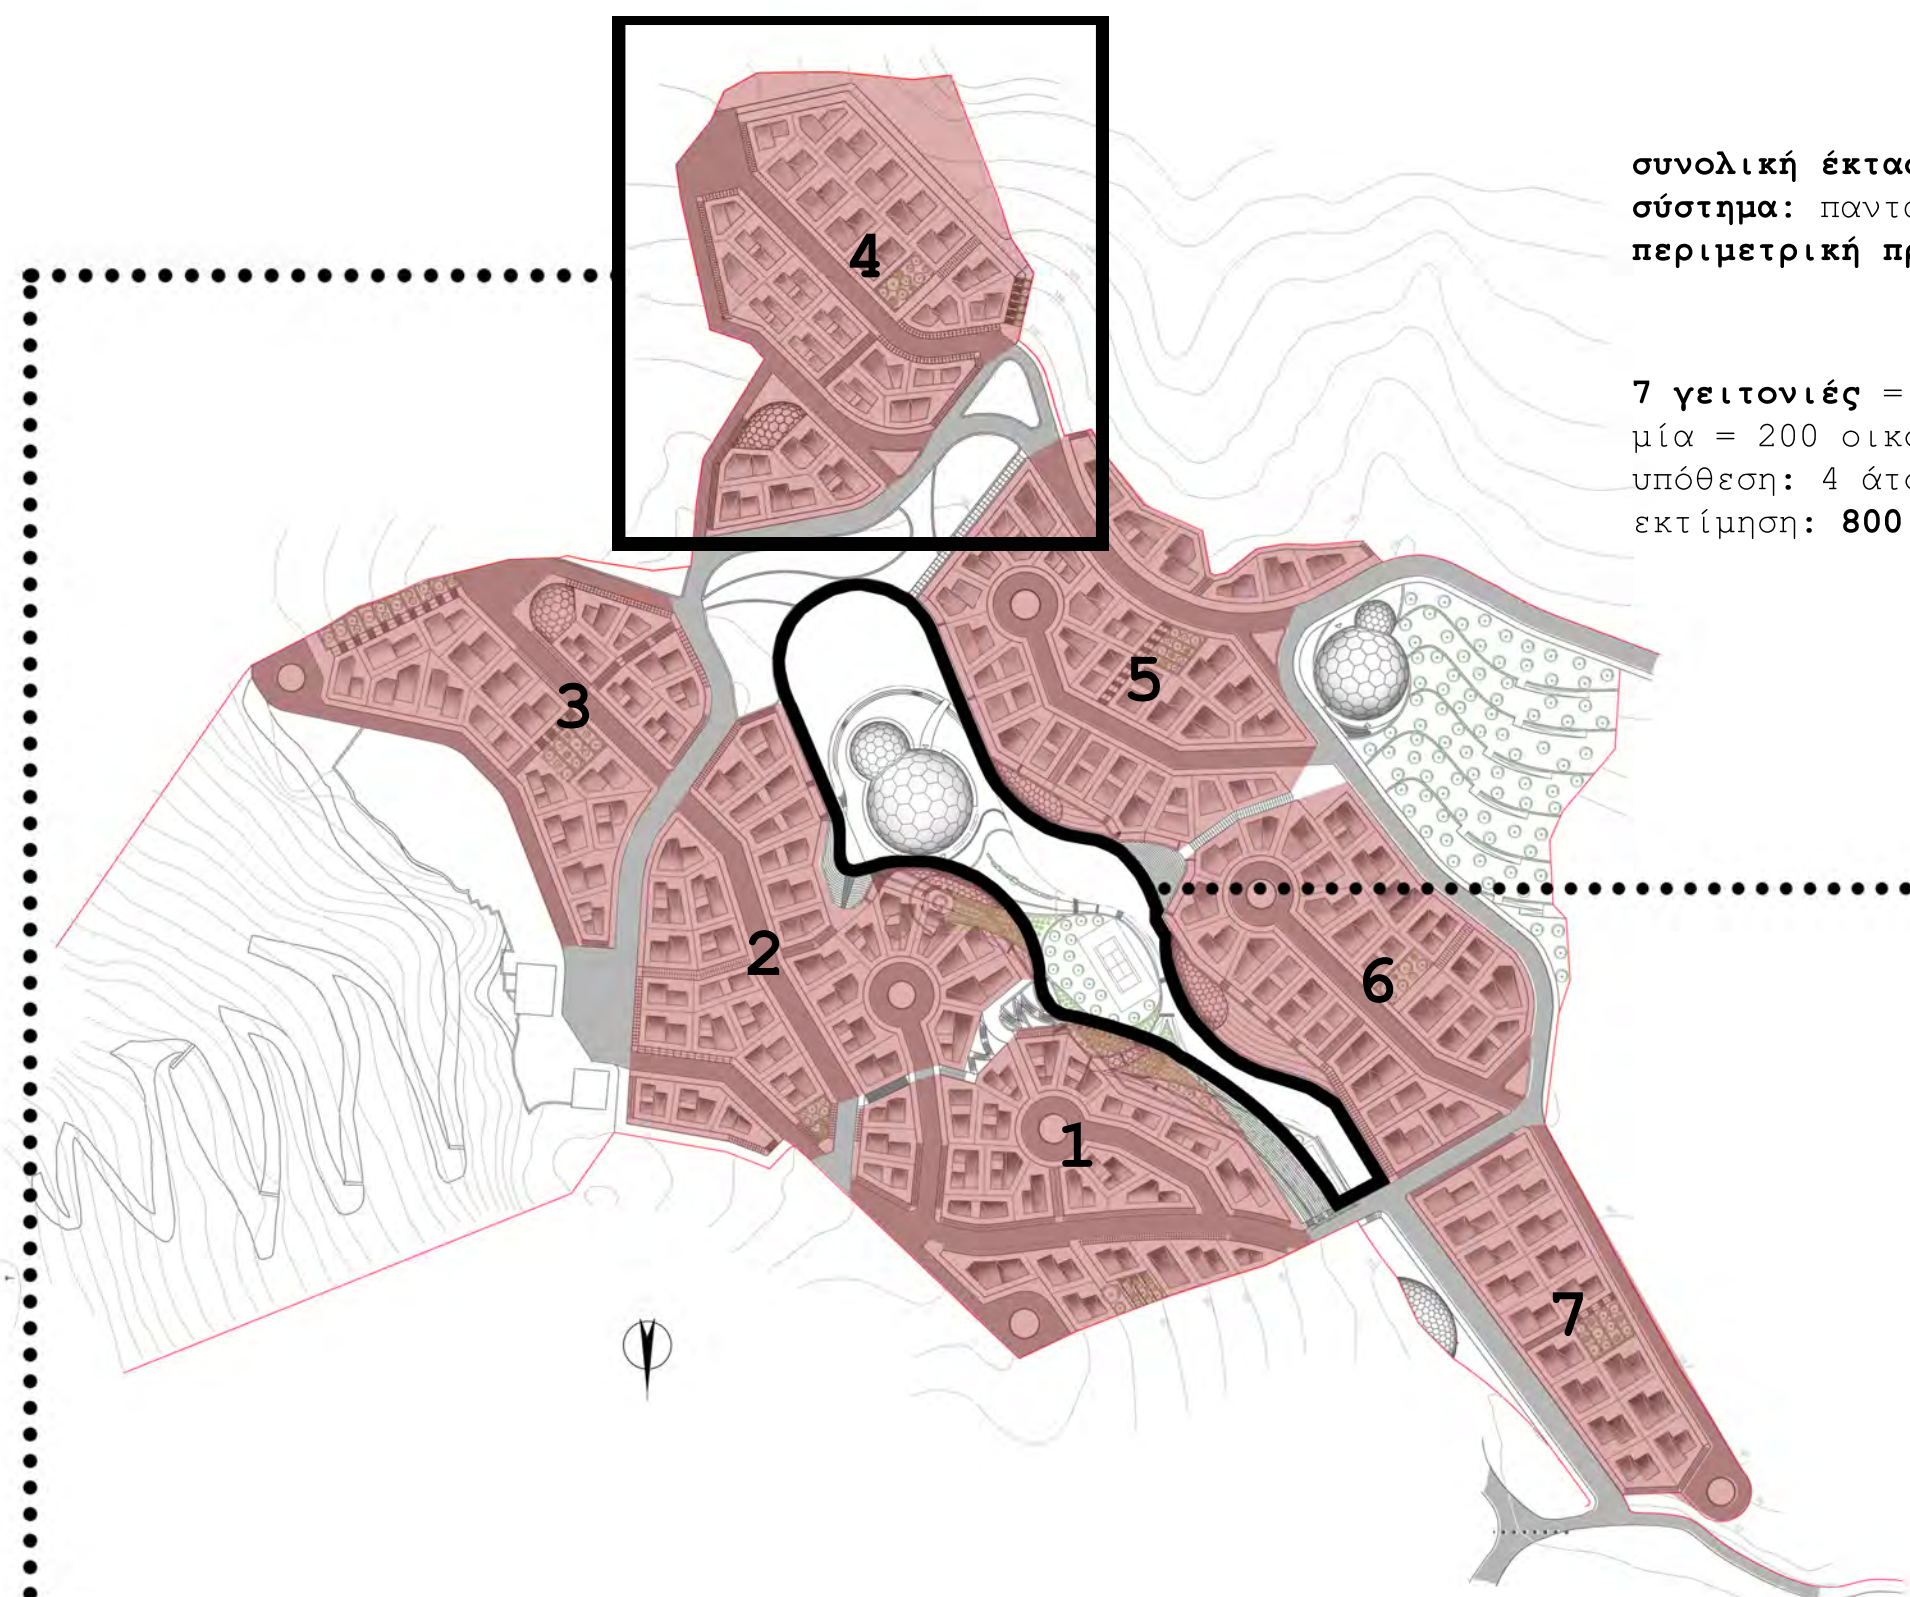 συνολική έκτα
σύστημα: παντ
περιμετρική π
7 γειτονιές =
μία = 200 οικ
υπόθεση: 4 άτ
εκτίμηση: 800
4
5
3
2
6
1
7